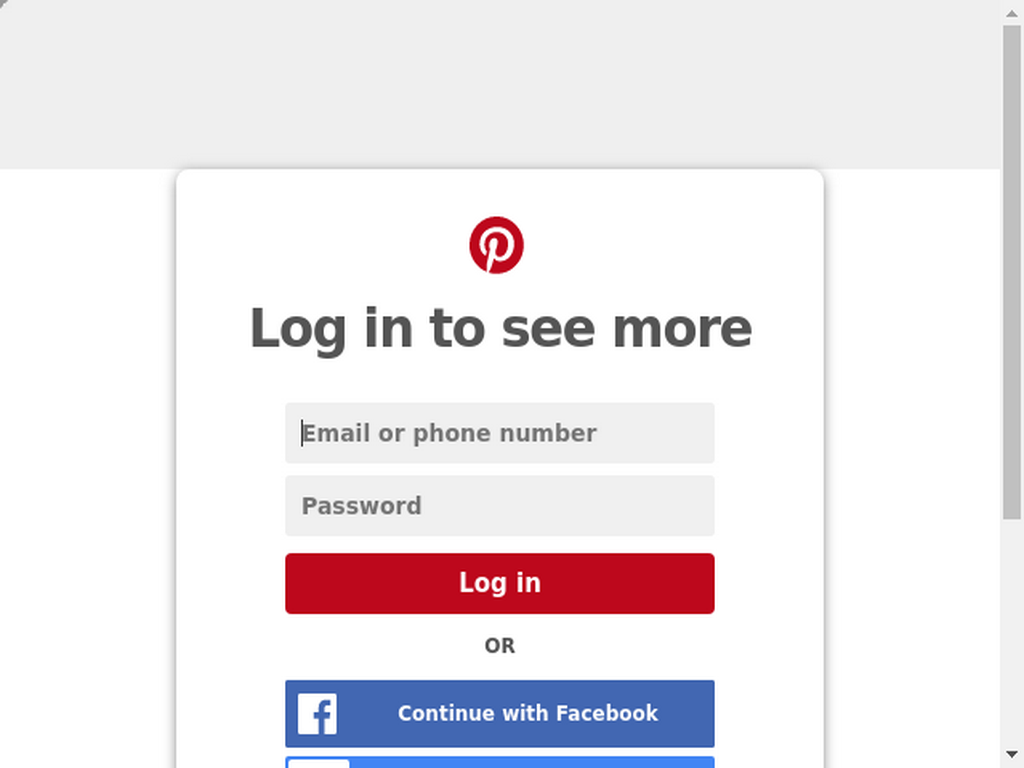 Log in to see more
Email or phone number
Password
Log in
OR
Continue with Facebook